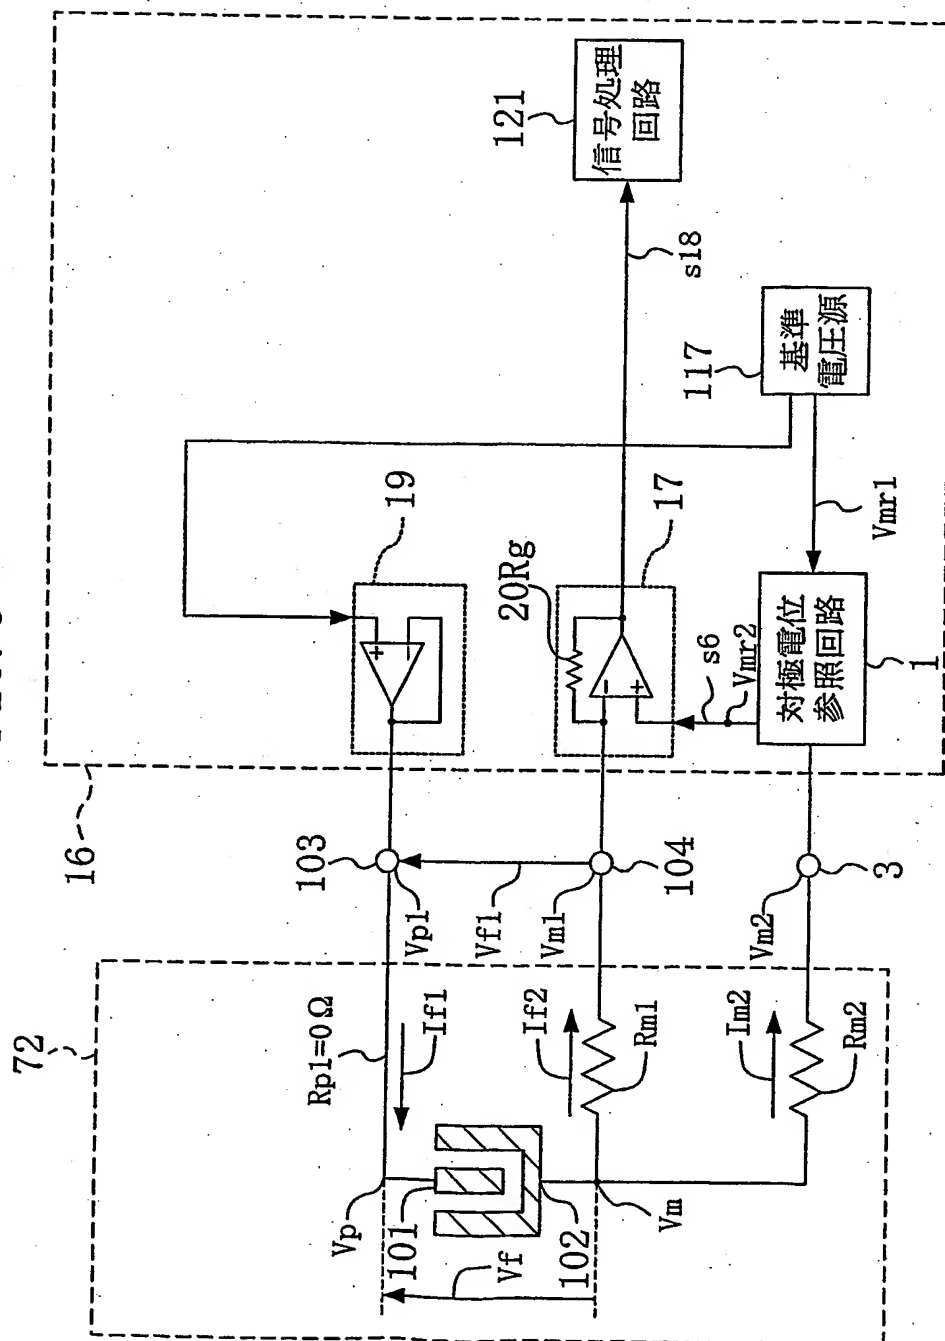 72
16
Rp1=0Ω
If1
Vp
101
Vf
102
Vm
If2
Rm1
Im2
Rm2
103
Vp1
Vf1
Vm1
104
Vm2
3
19
+
-
20Rg
17
-
+
s6
Vmr2
対極電位
参照回路
1
Vmr1
117
基準
電圧源
s18
121
信号処理
回路